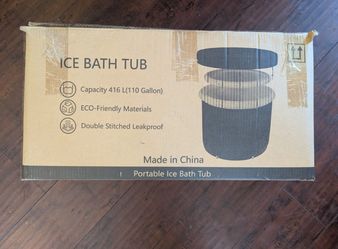 ICE BATH TUB
Capacity 416 L(110 Gallon)
ECO-Friendly Materials
Double Stitched Leakproof
Made in China
Portable Ice Bath Tub